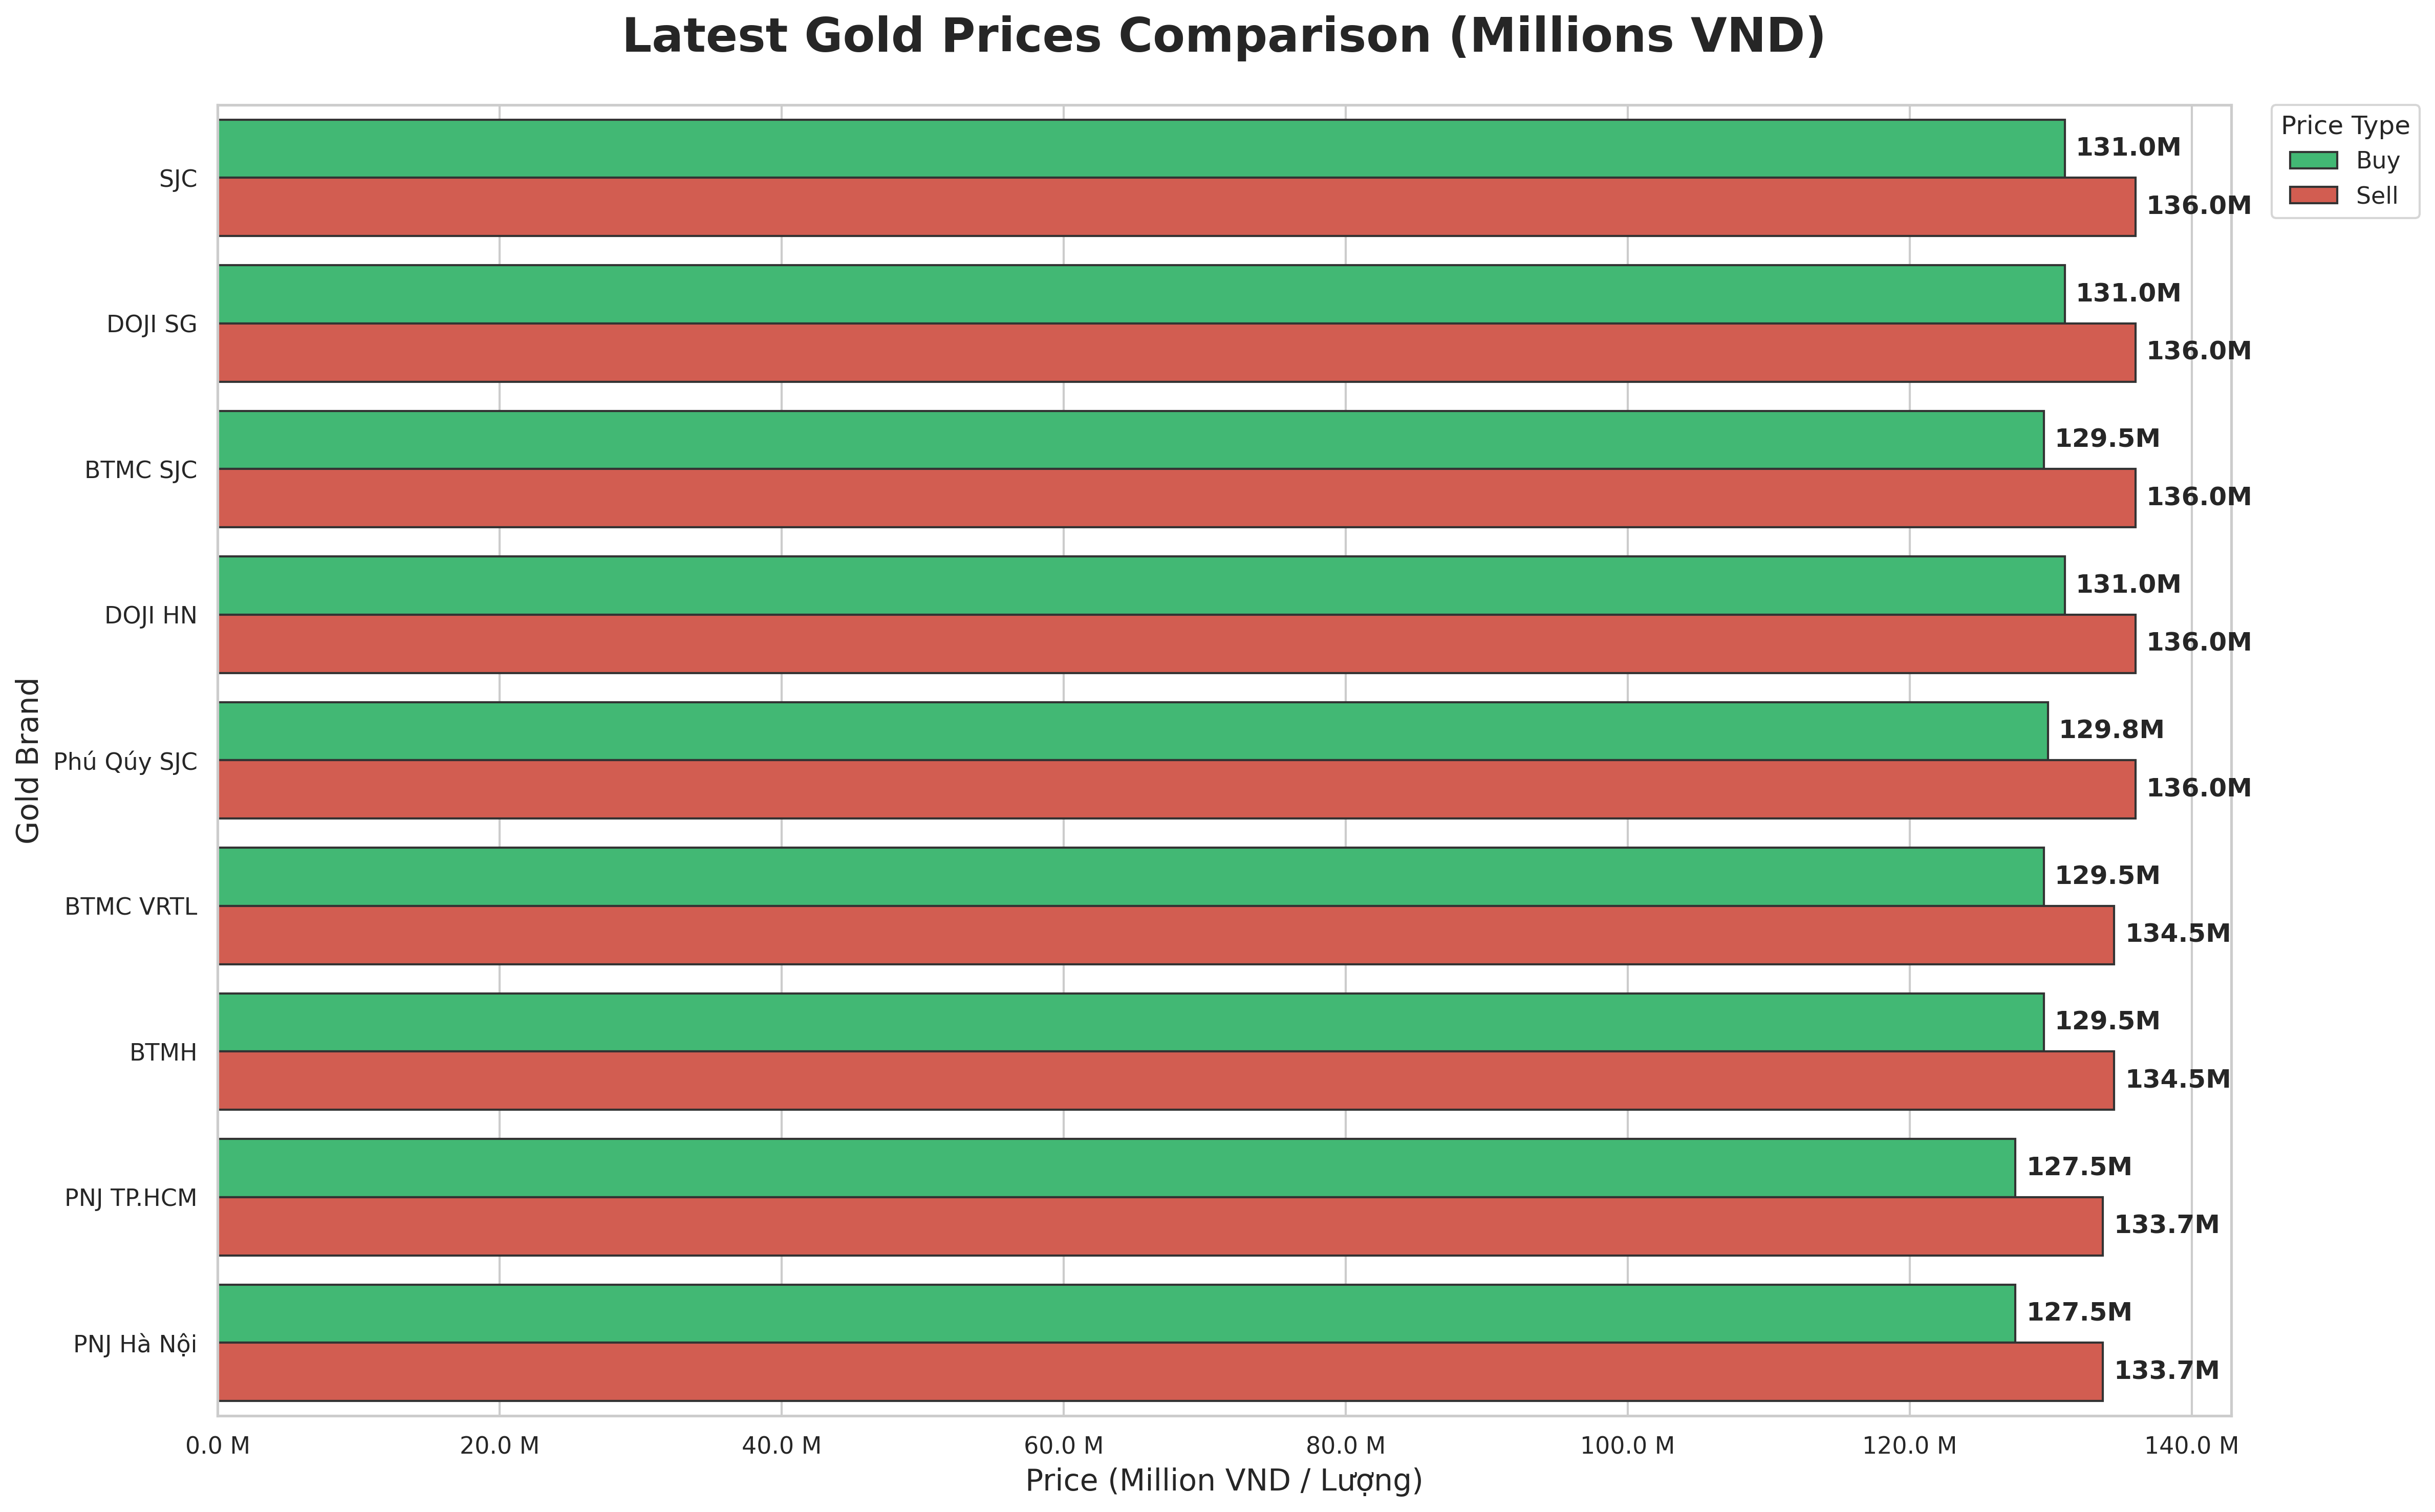 Latest Gold Prices Comparison (Millions VND)
Price Type
Buy
Sell
Gold Brand
SJC
131.0M
136.0M
DOJI SG
131.0M
136.0M
BTMC SJC
129.5M
136.0M
DOJI HN
131.0M
136.0M
Phú Qúy SJC
129.8M
136.0M
BTMC VRTL
129.5M
134.5M
BTMH
129.5M
134.5M
PNJ TP.HCM
127.5M
133.7M
PNJ Hà Nội
127.5M
133.7M
0.0 M 20.0 M 40.0 M 60.0 M 80.0 M 100.0 M 120.0 M 140.0 M
Price (Million VND / Lượng)